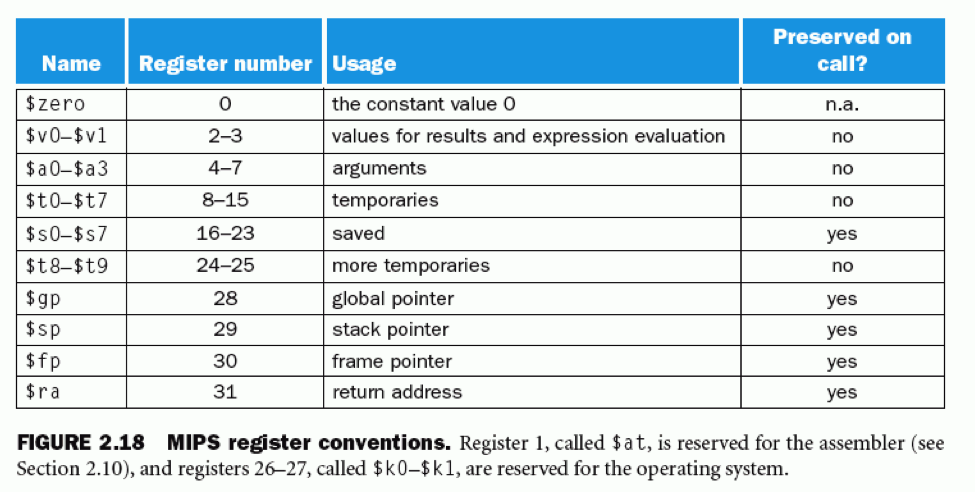 Name Register number Usage Preserved on call?
$zero 0 the constant value 0 n.a.
$v0–$v1 2–3 values for results and expression evaluation no
$a0–$a3 4–7 arguments no
$t0–$t7 8–15 temporaries no
$s0–$s7 16–23 saved yes
$t8–$t9 24–25 more temporaries no
$gp 28 global pointer yes
$sp 29 stack pointer yes
$fp 30 frame pointer yes
$ra 31 return address yes
FIGURE 2.18 MIPS register conventions. Register 1, called $at, is reserved for the assembler (see
Section 2.10), and registers 26–27, called $k0–$k1, are reserved for the operating system.